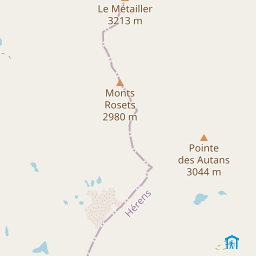 Le Métailler
3213 m
Monts
Rosets
2980 m
Pointe
des Autans
3044 m
Hérens